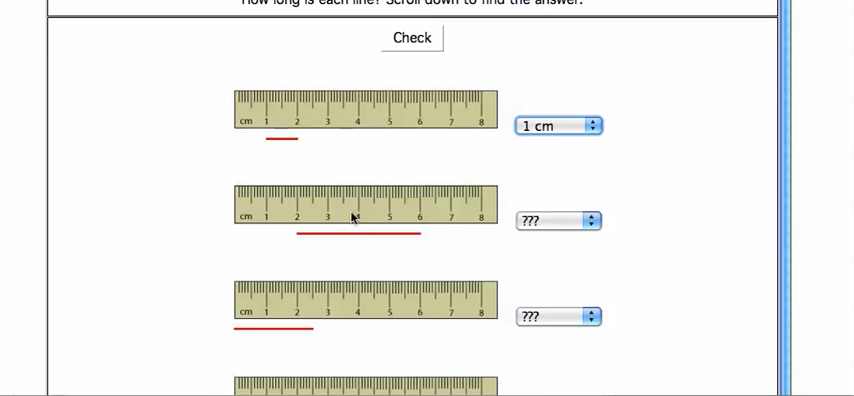 How long is each line? Scroll down to find the answer.
Check
cm 1 2 3 4 5 6 7 8
1 cm
cm 1 2 3 4 5 6 7 8
???
cm 1 2 3 4 5 6 7 8
???